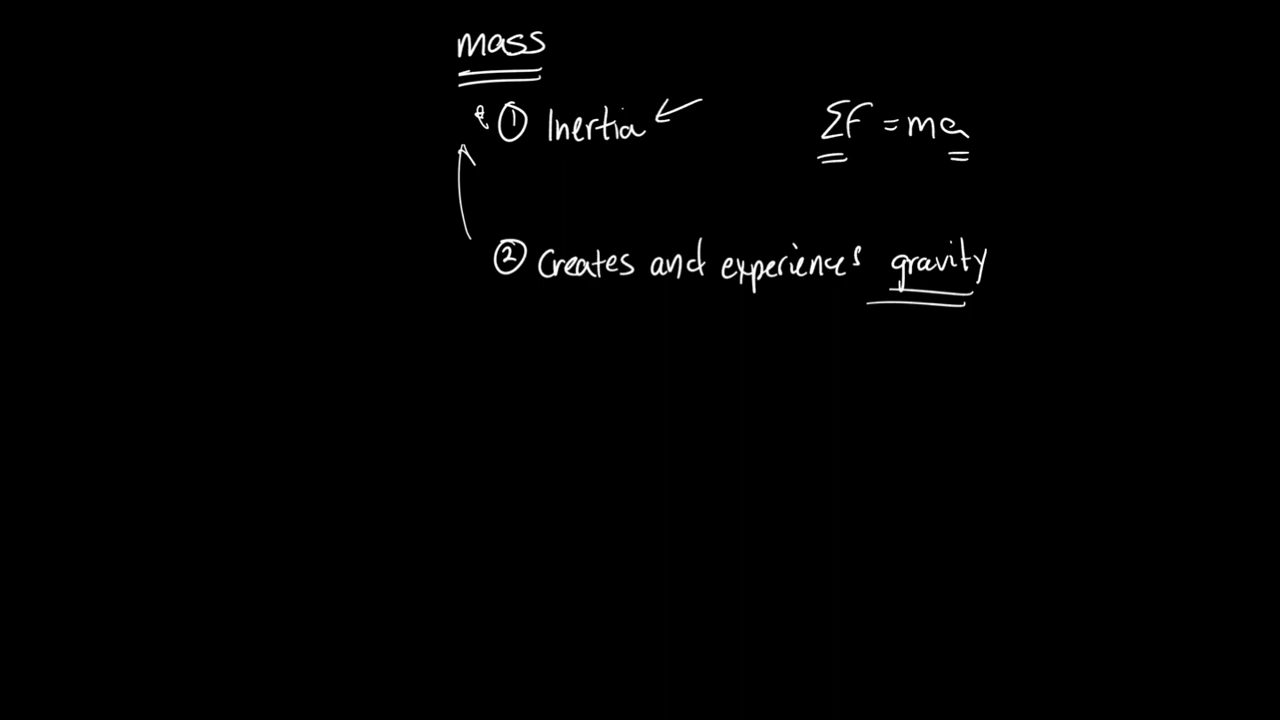 mass
① Inertia ΣF = ma
② Creates and experiences gravity